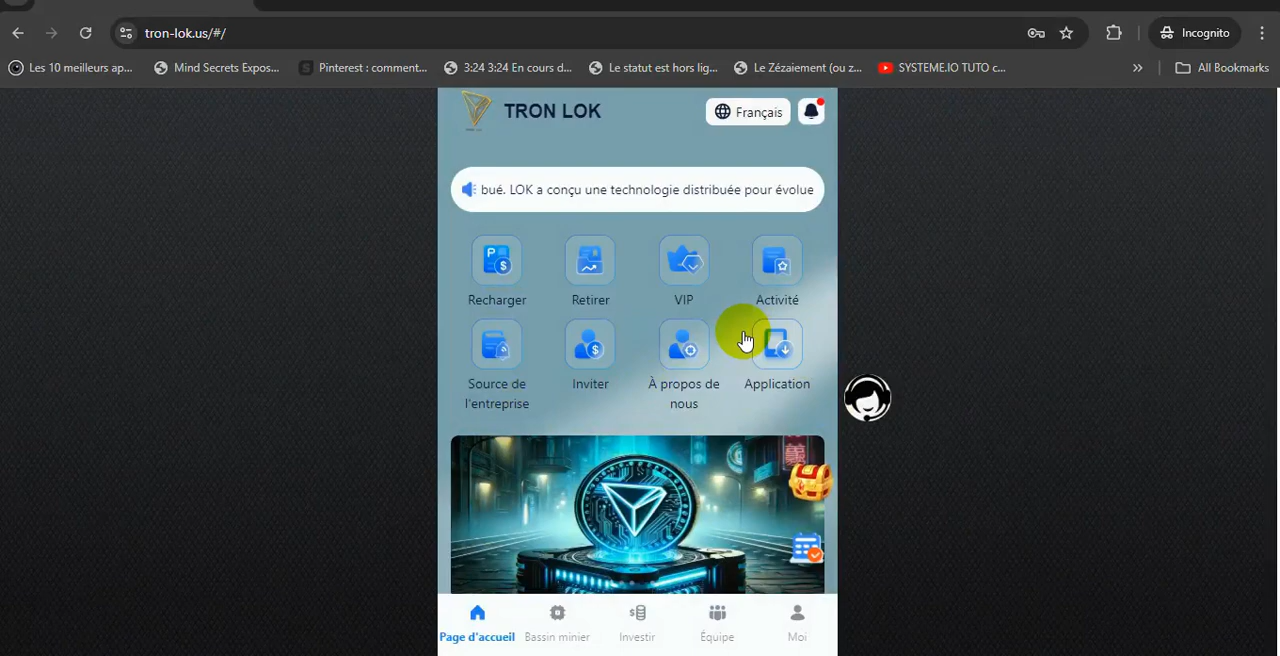 tron-lok.us/#/
Incognito
Les 10 meilleurs ap...
Mind Secrets Expos...
Pinterest : comment...
3:24 3:24 En cours d...
Le statut est hors lig...
Le Zézaiement (ou z...
SYSTEME.IO TUTO c...
»
All Bookmarks
TRON LOK
Français
bué. LOK a conçu une technologie distribuée pour évolue
Recharger
Retirer
VIP
Activité
Source de
l'entreprise
Inviter
À propos de
nous
Application
Page d'accueil
Bassin minier
Investir
Équipe
Moi